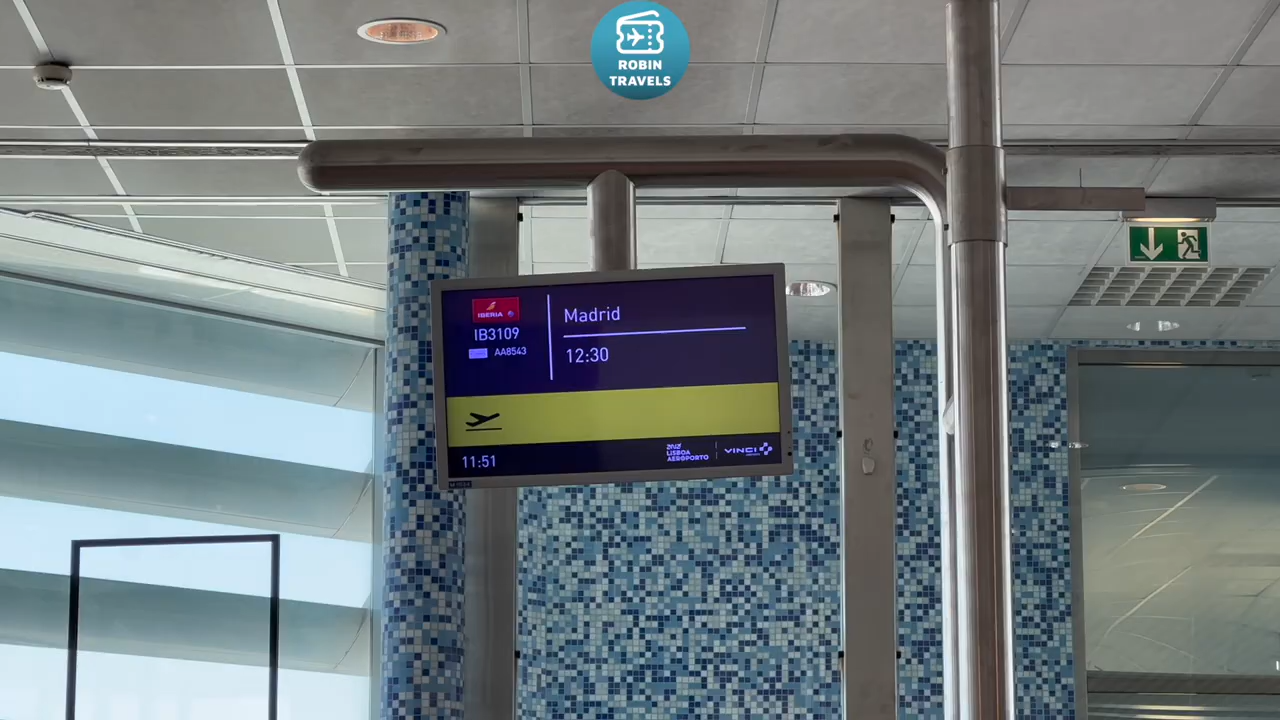 ROBIN
TRAVELS
IBERIA
IB3109
AA8543
Madrid
12:30
11:51
LISBOA
AEROPORTO
VINCI